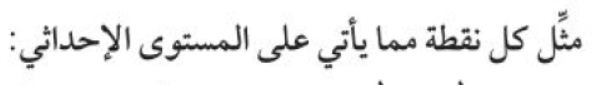 مثِّل كل نقطة مما يأتي على المستوى الإحداثي: